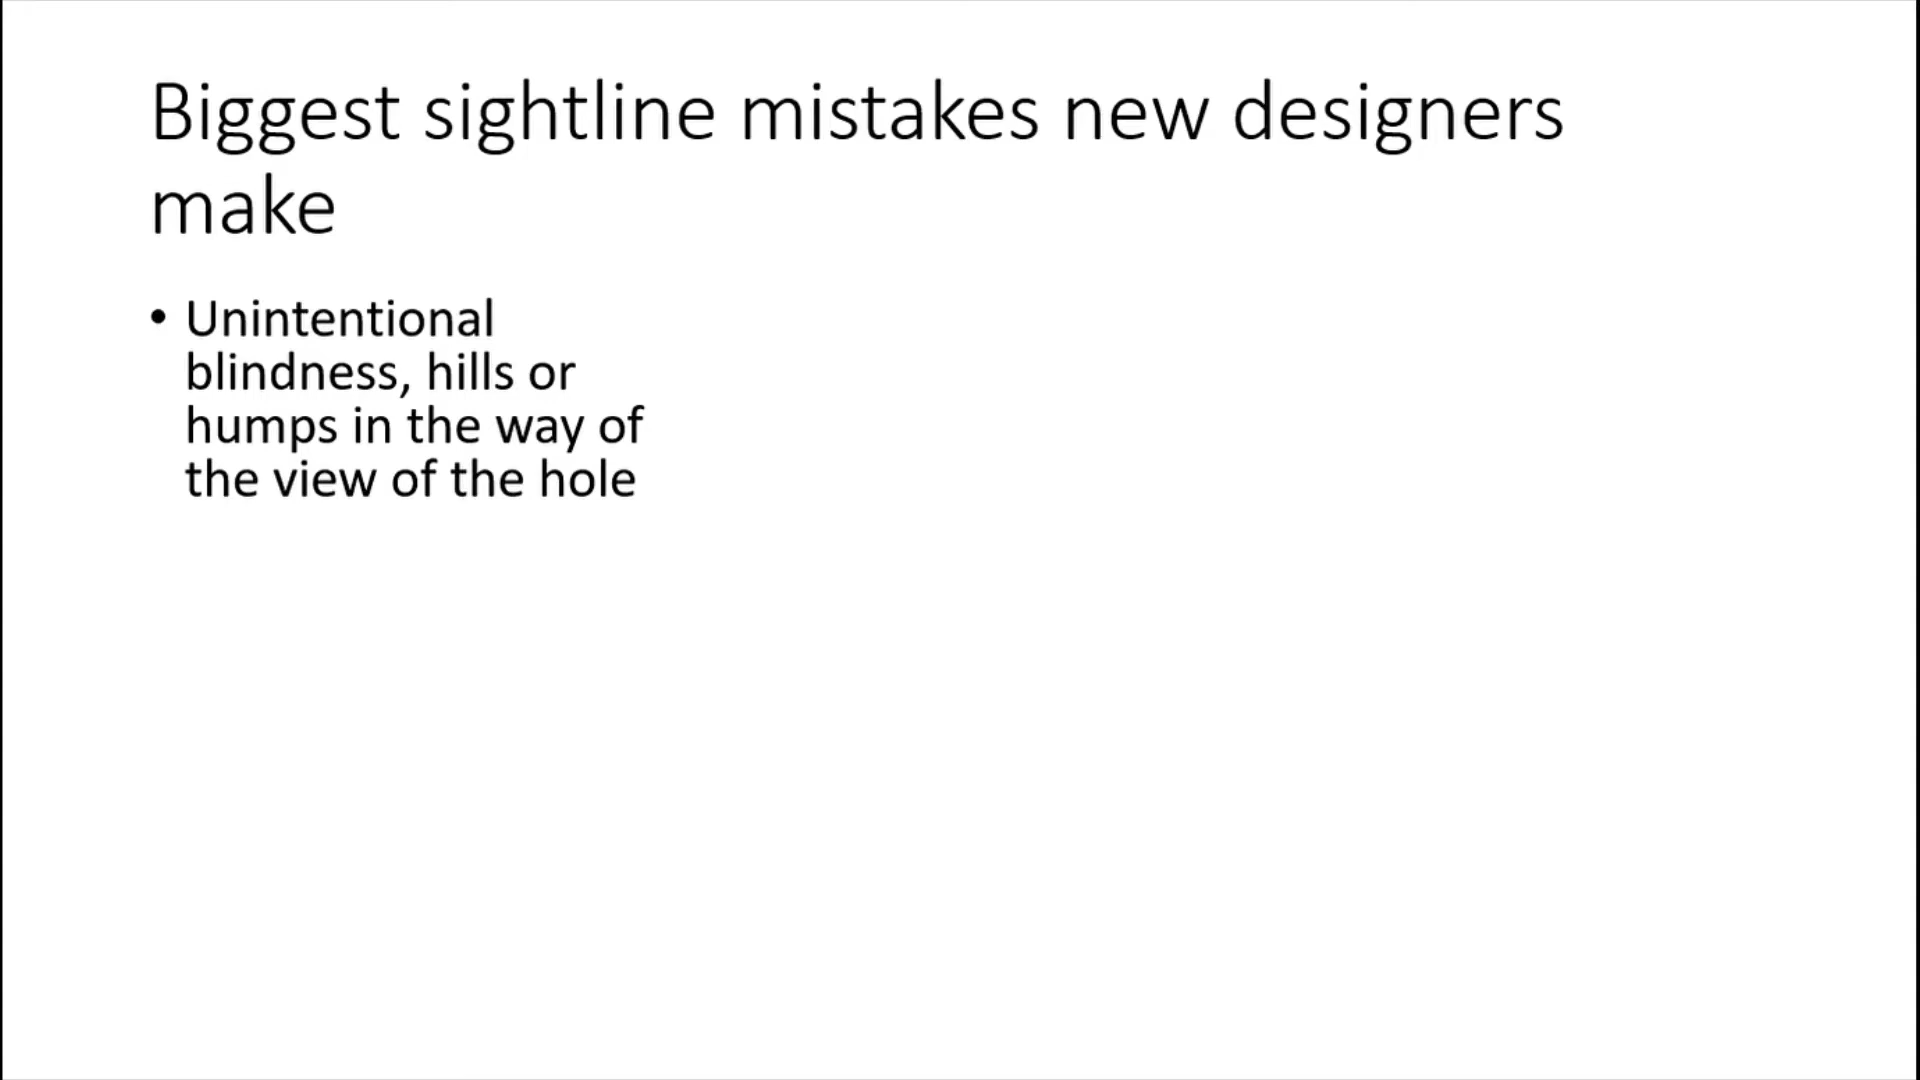 Biggest sightline mistakes new designers
make
• Unintentional
blindness, hills or
humps in the way of
the view of the hole